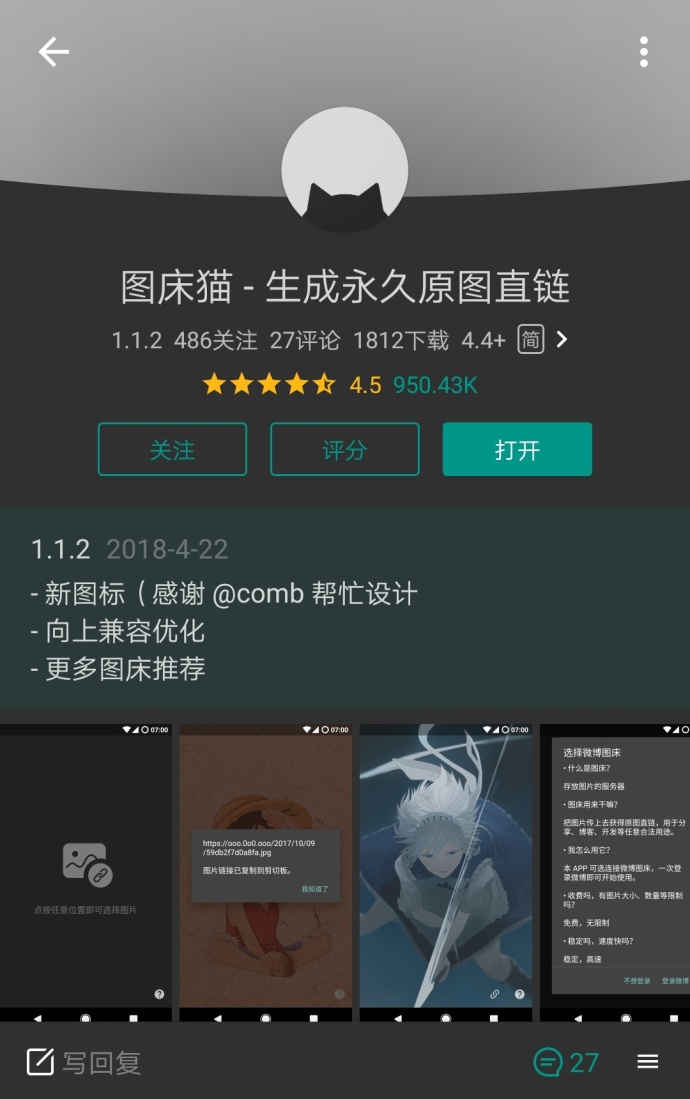 图床猫 - 生成永久原图直链
1.1.2 486关注 27评论 1812下载 4.4+ 简
4.5 950.43K
关注 评分 打开
1.1.2 2018-4-22
- 新图标（感谢 @comb 帮忙设计
- 向上兼容优化
- 更多图床推荐
07:00
点按任意位置即可选择图片
07:00
https://ooo.0o0.ooo/2017/10/09
/59db2f7d0a8fa.jpg
图片链接已复制到剪切板。
我知道了
07:00
选择微博图床
• 什么是图床?
存放图片的服务器
• 图床用来干嘛?
把图片传上去获得原图直链，用于分
享、博客、开发等任意合法用途。
• 我怎么用它?
本 APP 可选连接微博图床，一次登
录微博即可开始使用。
• 收费吗，有图片大小、数量等限制
吗?
免费，无限制
• 稳定吗，速度快吗?
稳定，高速
不想登录 登录微博
写回复 27